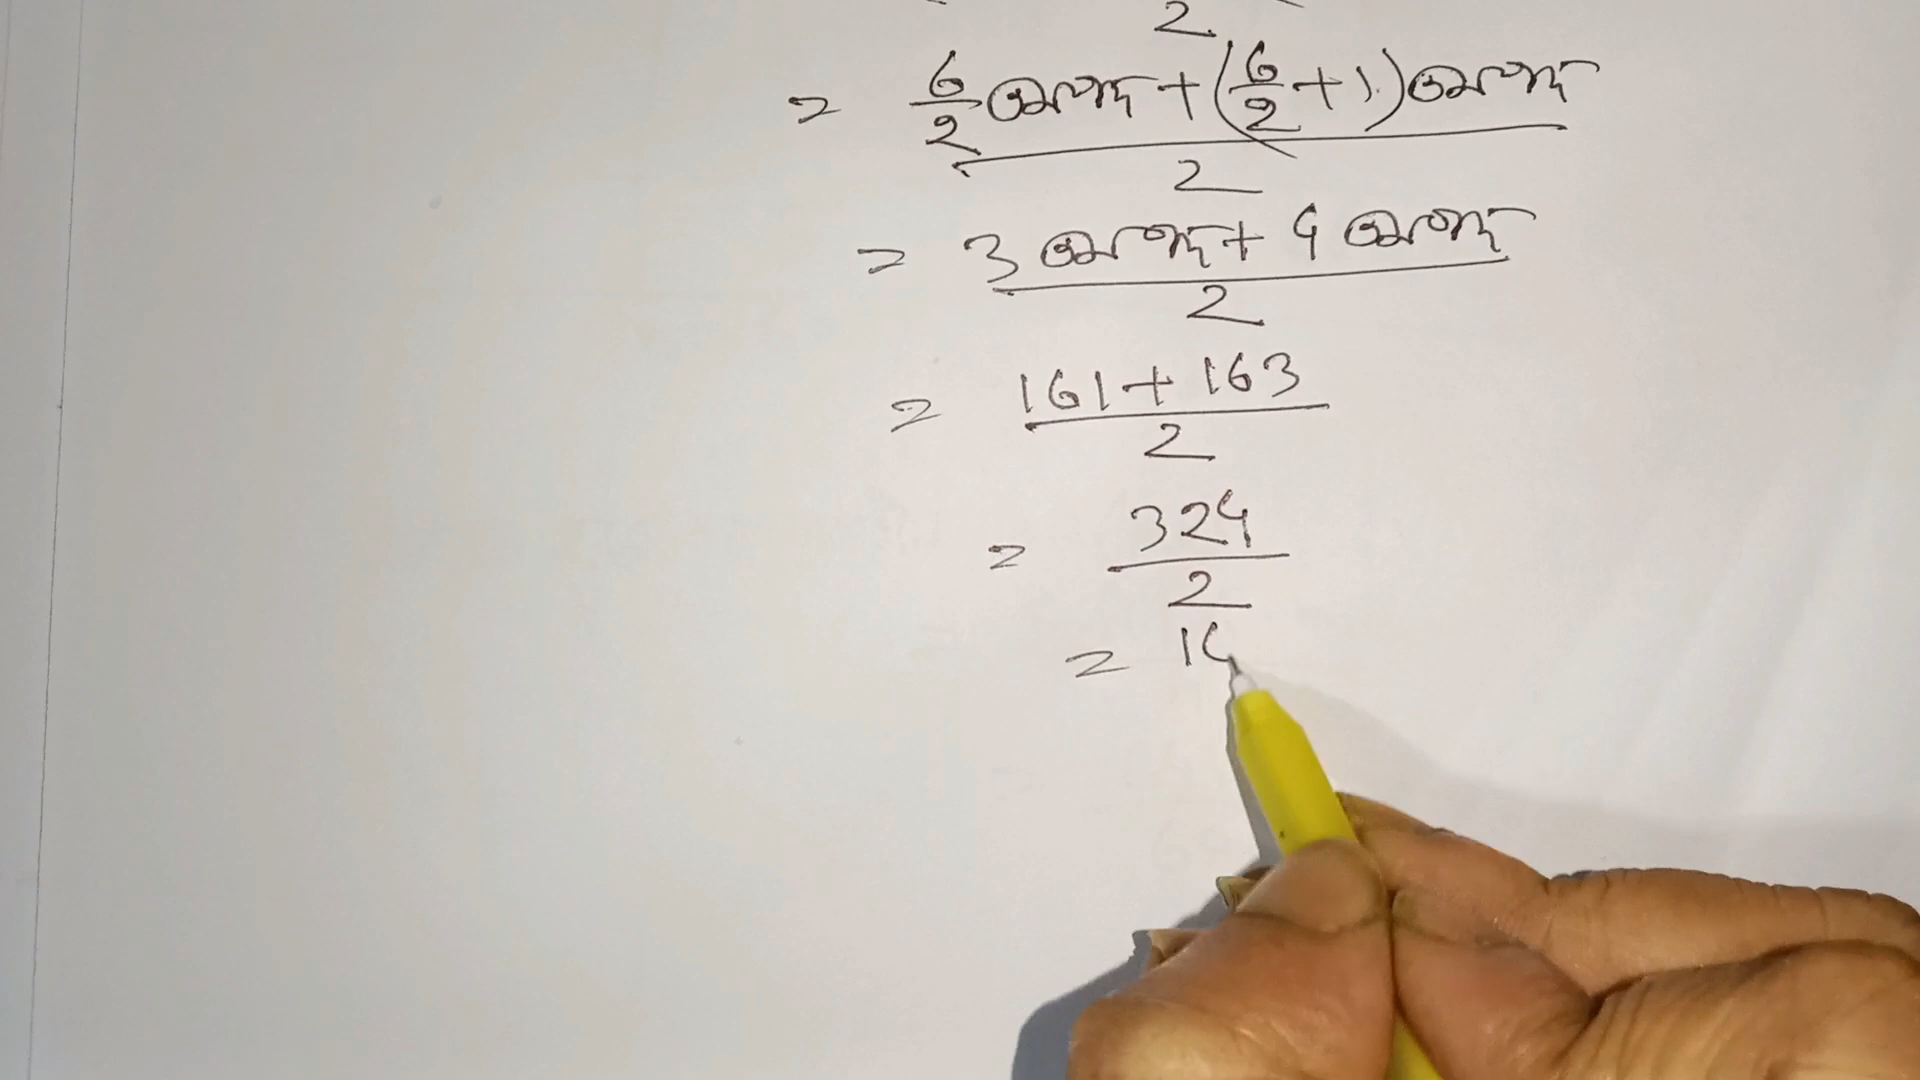 2
= 6/2 তম পদ + (6/2 + 1) তম পদ
2
= 3 তম পদ + 4 তম পদ
2
= 161 + 163
2
= 324
2
= 16